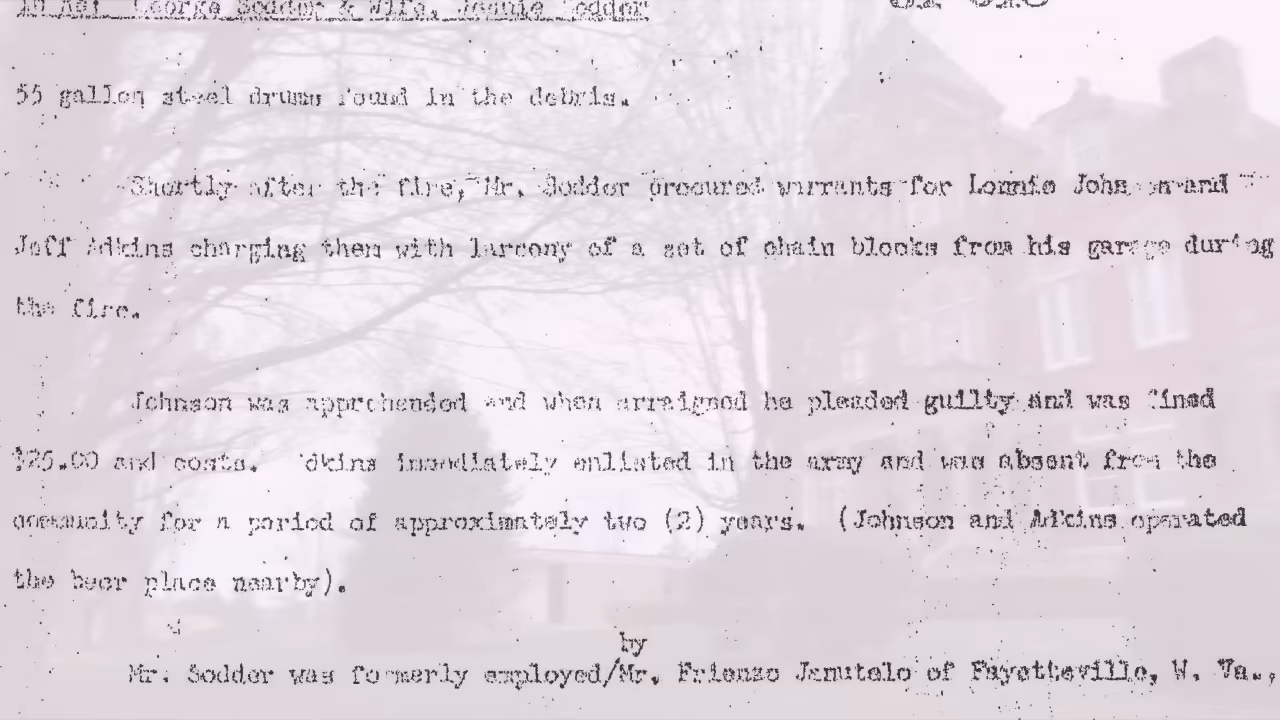 In Re: George Sodder & Wife, Jennie Sodder
55 gallon steel drums found in the debris.
Shortly after the fire, Mr. Sodder procured warrants for Lonnie Johnson and
Jeff Adkins charging them with larceny of a set of chain blocks from his garage during
the fire.
Johnson was apprehended and when arraigned he pleaded guilty and was fined
$25.00 and costs. Adkins immediately enlisted in the army and was absent from the
community for a period of approximately two (2) years. (Johnson and Adkins operated
the beer place nearby).
by
Mr. Sodder was formerly employed/Mr. Frienzo Janutolo of Fayetteville, W. Va.,